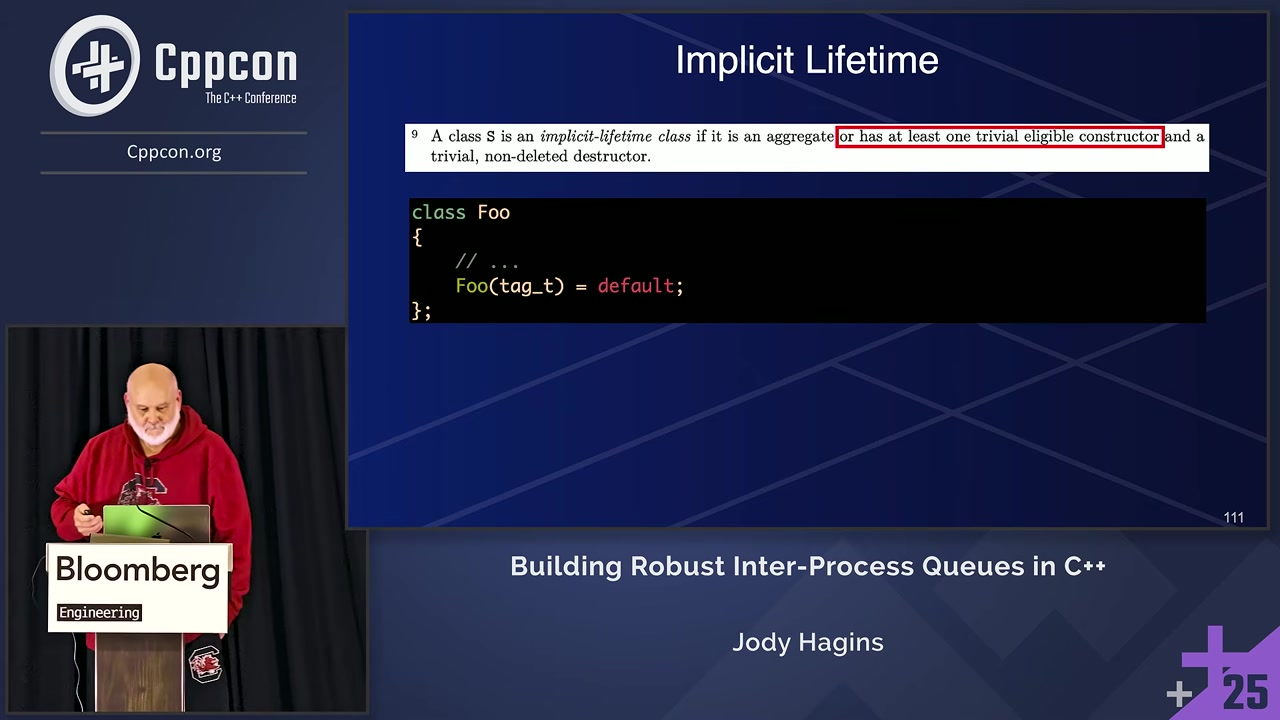 Cppcon
The C++ Conference
Cppcon.org
Implicit Lifetime
9 A class S is an implicit-lifetime class if it is an aggregate or has at least one trivial eligible constructor and a
trivial, non-deleted destructor.
class Foo
{
// ...
Foo(tag_t) = default;
};
111
Bloomberg
Engineering
Building Robust Inter-Process Queues in C++
Jody Hagins
++ 25